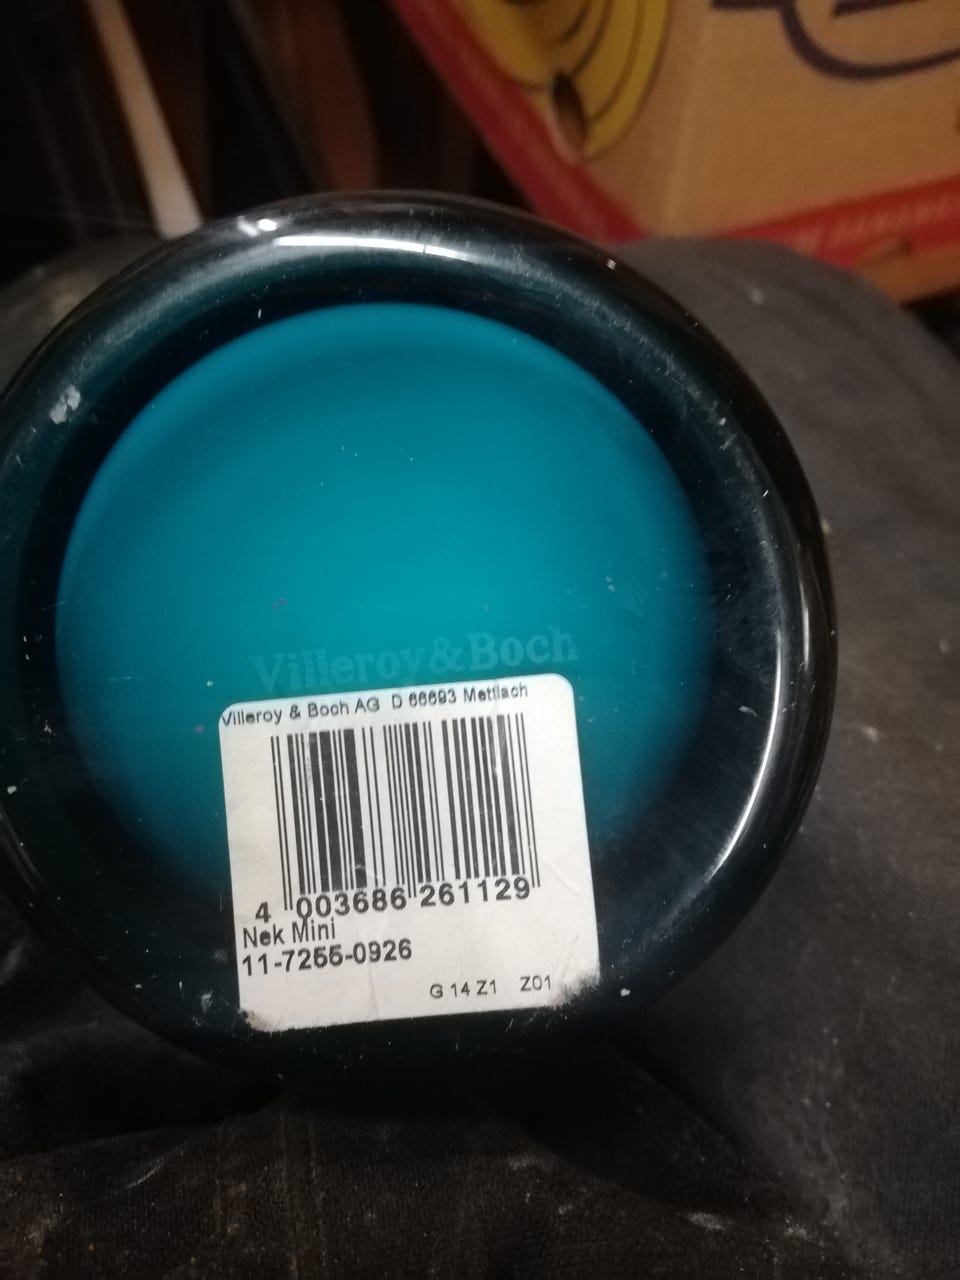 Villeroy & Boch
Villeroy & Boch AG D 66693 Mettlach
4 003686 261129
Nek Mini
11-7255-0926
G 14 Z1 Z01